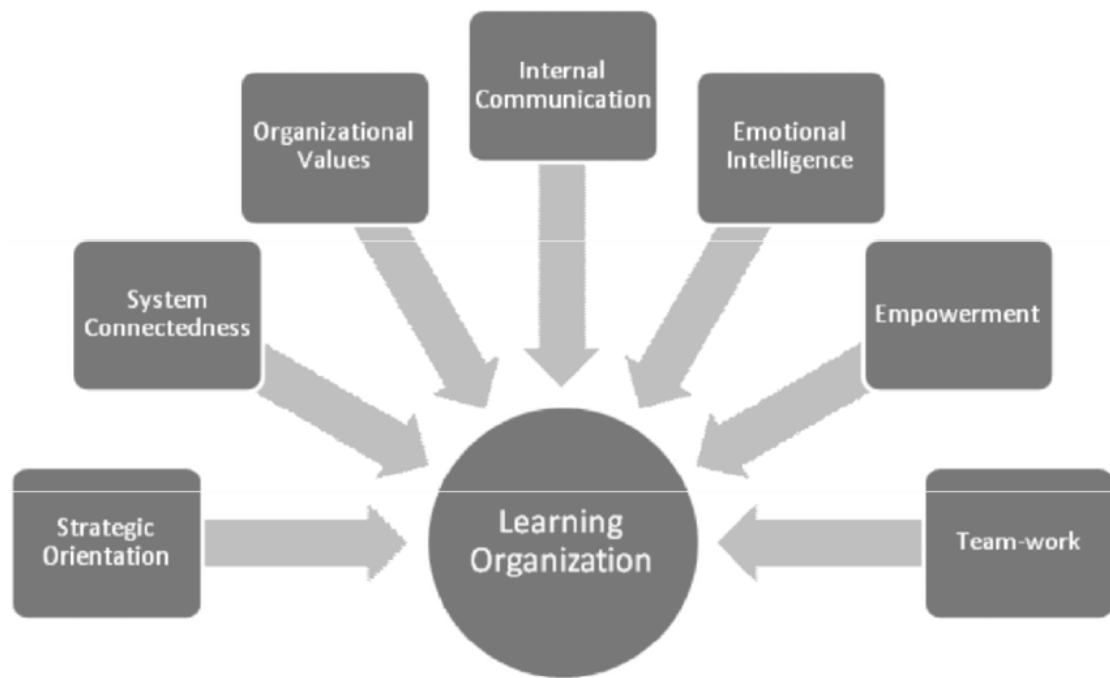 Internal
Communication
Organizational
Values
Emotional
Intelligence
System
Connectedness
Empowerment
Strategic
Orientation
Learning
Organization
Team-work